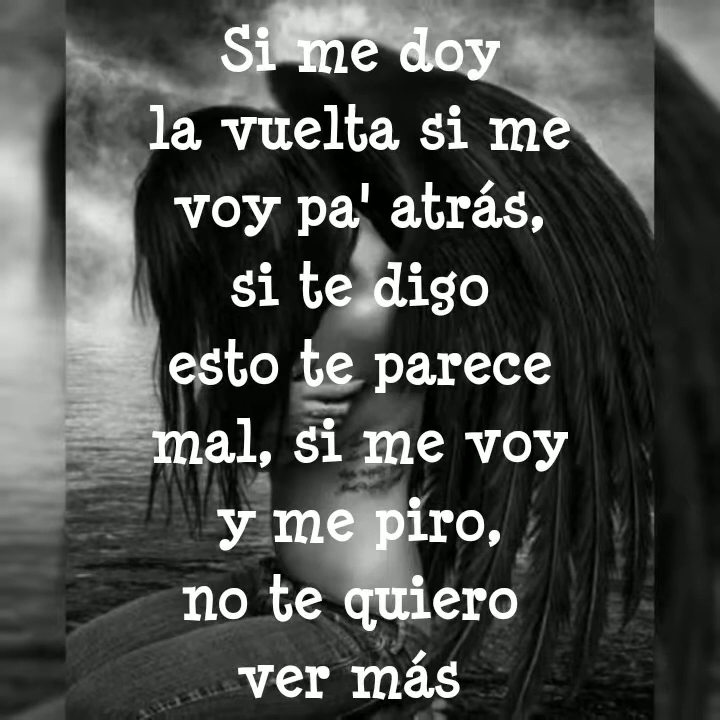 Si me doy
la vuelta si me
voy pa' atrás,
si te digo
esto te parece
mal, si me voy
y me piro,
no te quiero
ver más